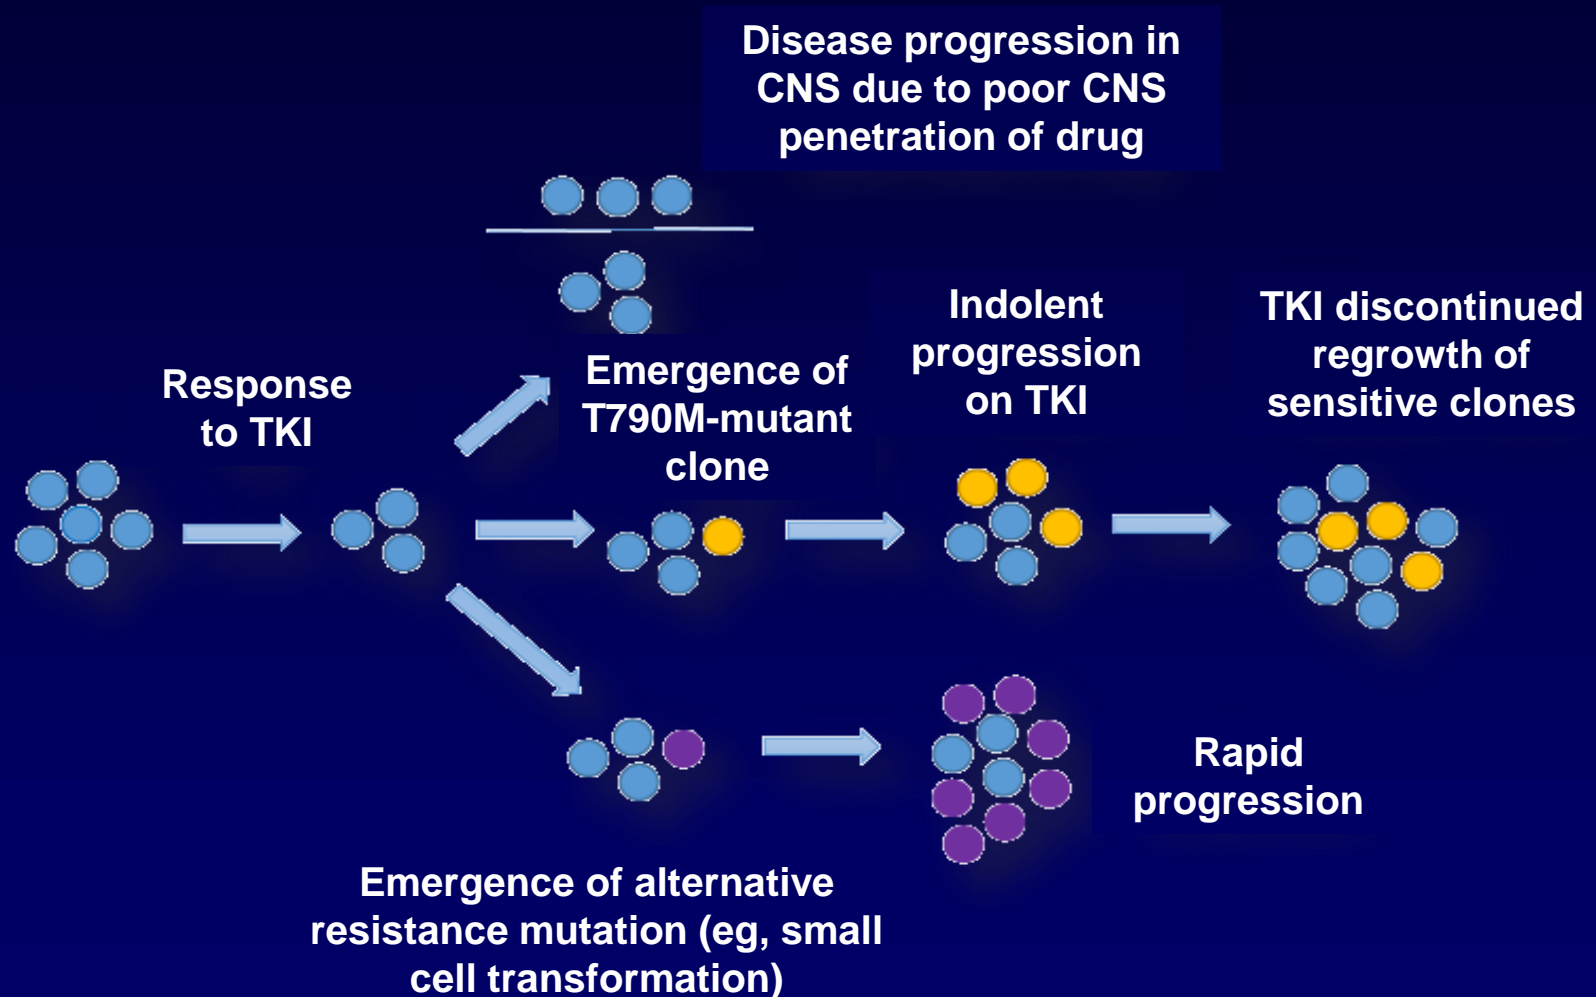 Disease progression in
CNS due to poor CNS
penetration of drug
Response
to TKI
Emergence of
T790M-mutant
clone
Indolent
progression
on TKI
TKI discontinued
regrowth of
sensitive clones
Rapid
progression
Emergence of alternative
resistance mutation (eg, small
cell transformation)